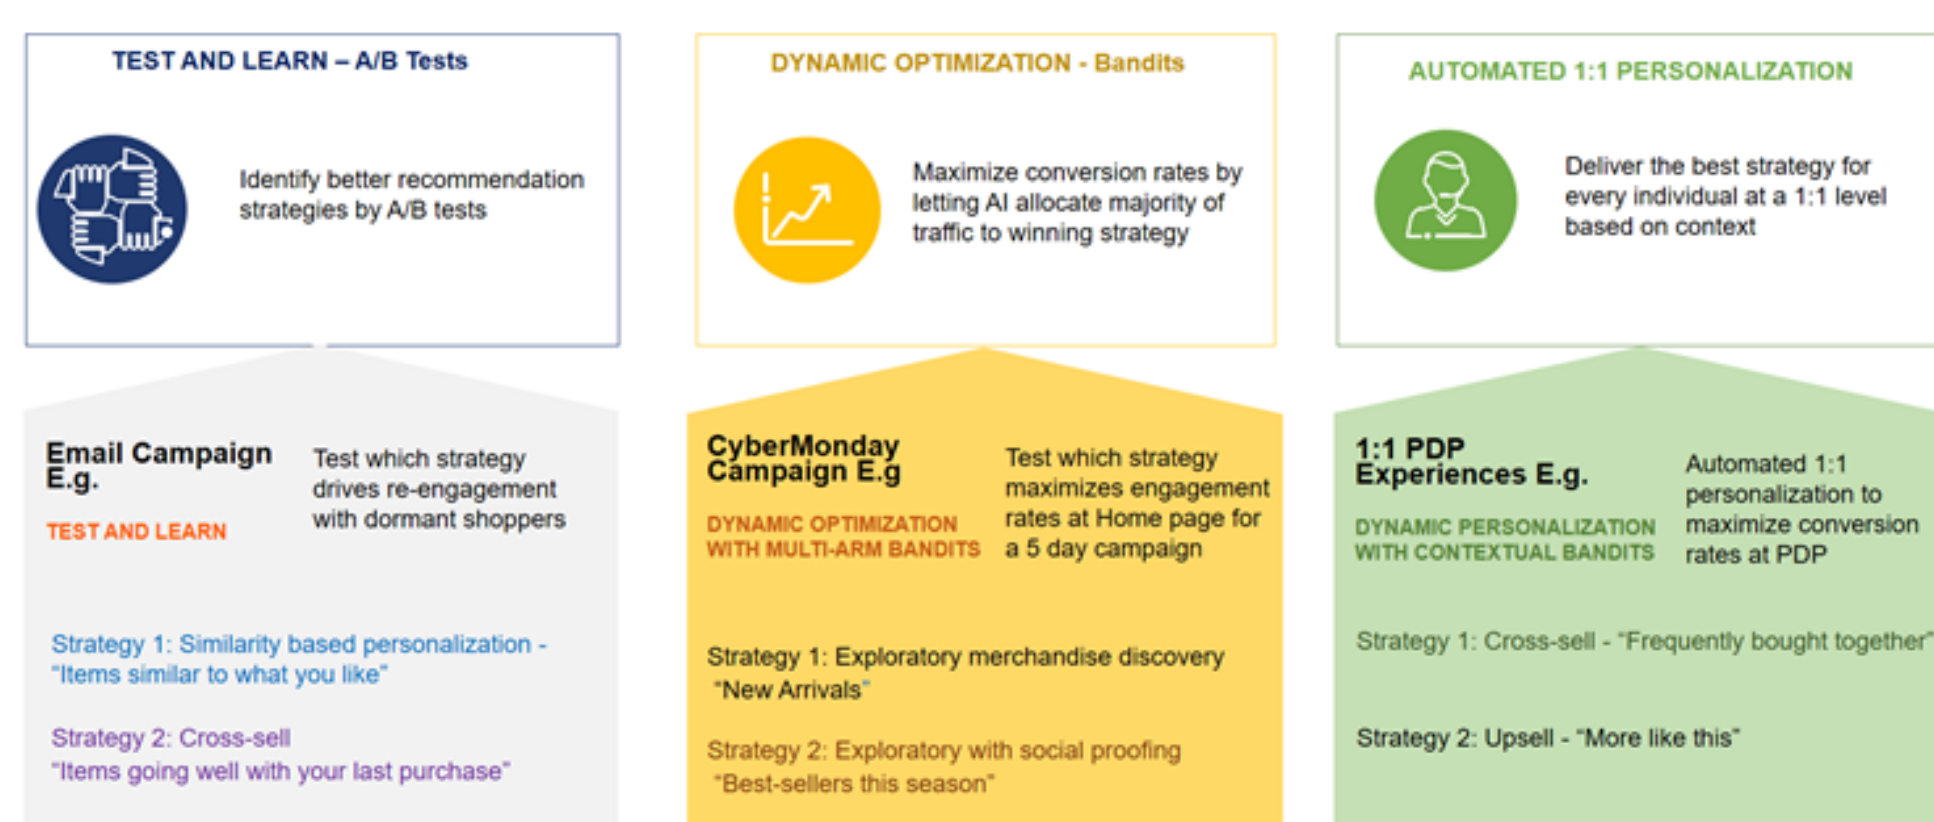 TEST AND LEARN – A/B Tests
Identify better recommendation
strategies by A/B tests
Email Campaign
E.g.
TEST AND LEARN
Test which strategy
drives re-engagement
with dormant shoppers
Strategy 1: Similarity based personalization -
“Items similar to what you like”
Strategy 2: Cross-sell
“Items going well with your last purchase”
DYNAMIC OPTIMIZATION - Bandits
Maximize conversion rates by
letting AI allocate majority of
traffic to winning strategy
CyberMonday
Campaign E.g
DYNAMIC OPTIMIZATION
WITH MULTI-ARM BANDITS
Test which strategy
maximizes engagement
rates at Home page for
a 5 day campaign
Strategy 1: Exploratory merchandise discovery
“New Arrivals”
Strategy 2: Exploratory with social proofing
“Best-sellers this season”
AUTOMATED 1:1 PERSONALIZATION
Deliver the best strategy for
every individual at a 1:1 level
based on context
1:1 PDP
Experiences E.g.
DYNAMIC PERSONALIZATION
WITH CONTEXTUAL BANDITS
Automated 1:1
personalization to
maximize conversion
rates at PDP
Strategy 1: Cross-sell - “Frequently bought together”
Strategy 2: Upsell - “More like this”